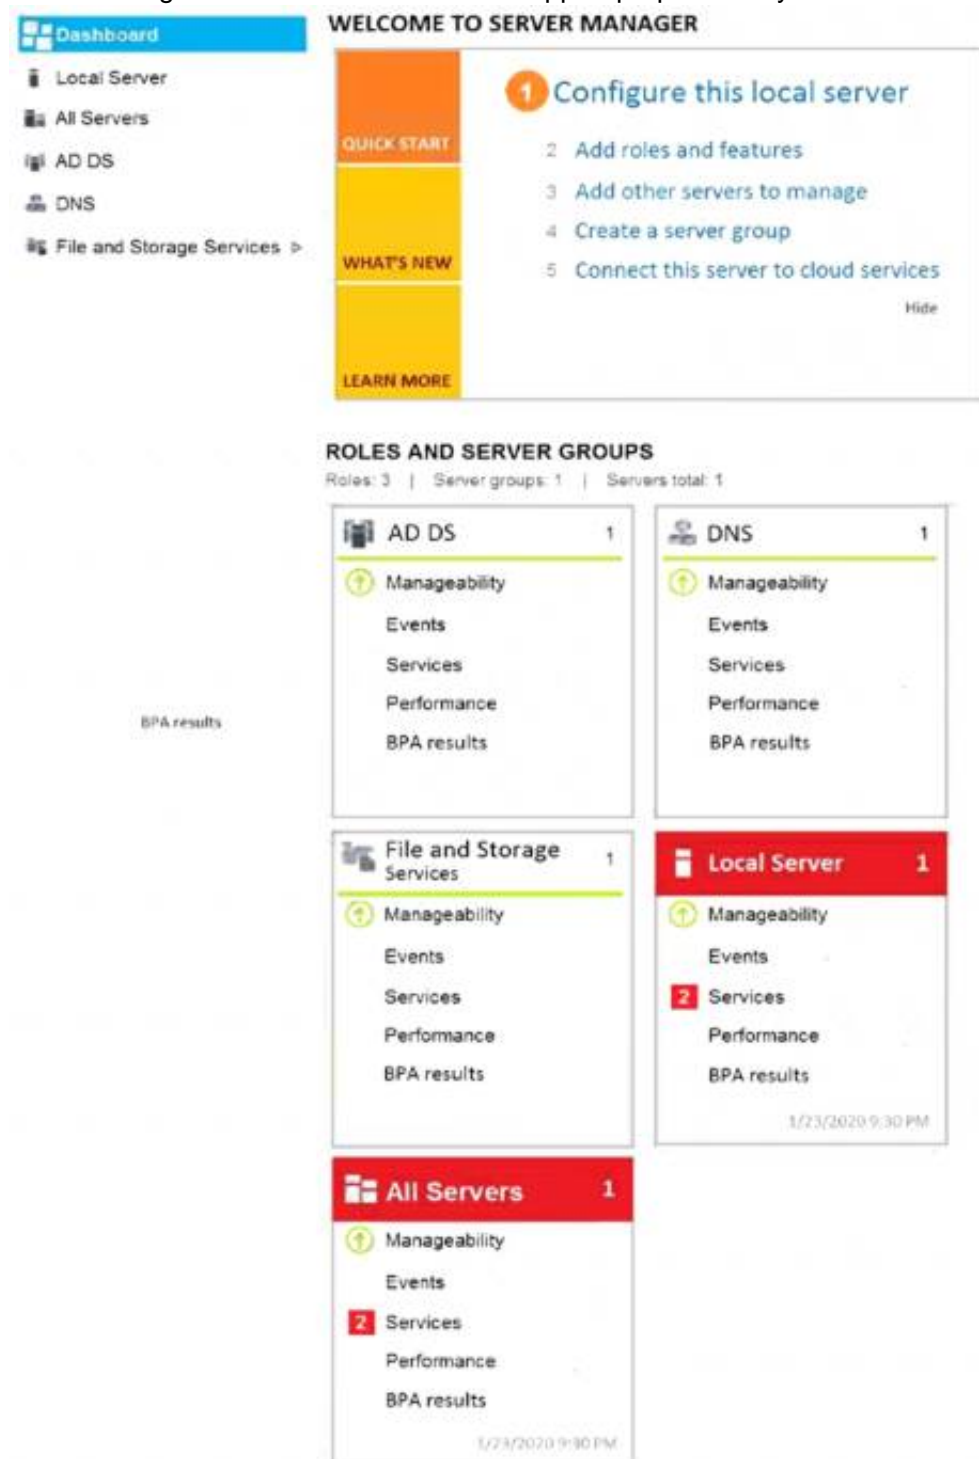 Dashboard
Local Server
All Servers
AD DS
DNS
File and Storage Services
WELCOME TO SERVER MANAGER
QUICK START
WHAT'S NEW
LEARN MORE
1 Configure this local server
2 Add roles and features
3 Add other servers to manage
4 Create a server group
5 Connect this server to cloud services
Hide
ROLES AND SERVER GROUPS
Roles: 3 | Server groups: 1 | Servers total: 1
AD DS 1
Manageability
Events
Services
Performance
BPA results
DNS 1
Manageability
Events
Services
Performance
BPA results
BPA results
File and Storage
Services 1
Manageability
Events
Services
Performance
BPA results
Local Server 1
Manageability
Events
2 Services
Performance
BPA results
1/23/2020 9:30 PM
All Servers 1
Manageability
Events
2 Services
Performance
BPA results
1/23/2020 9:30 PM